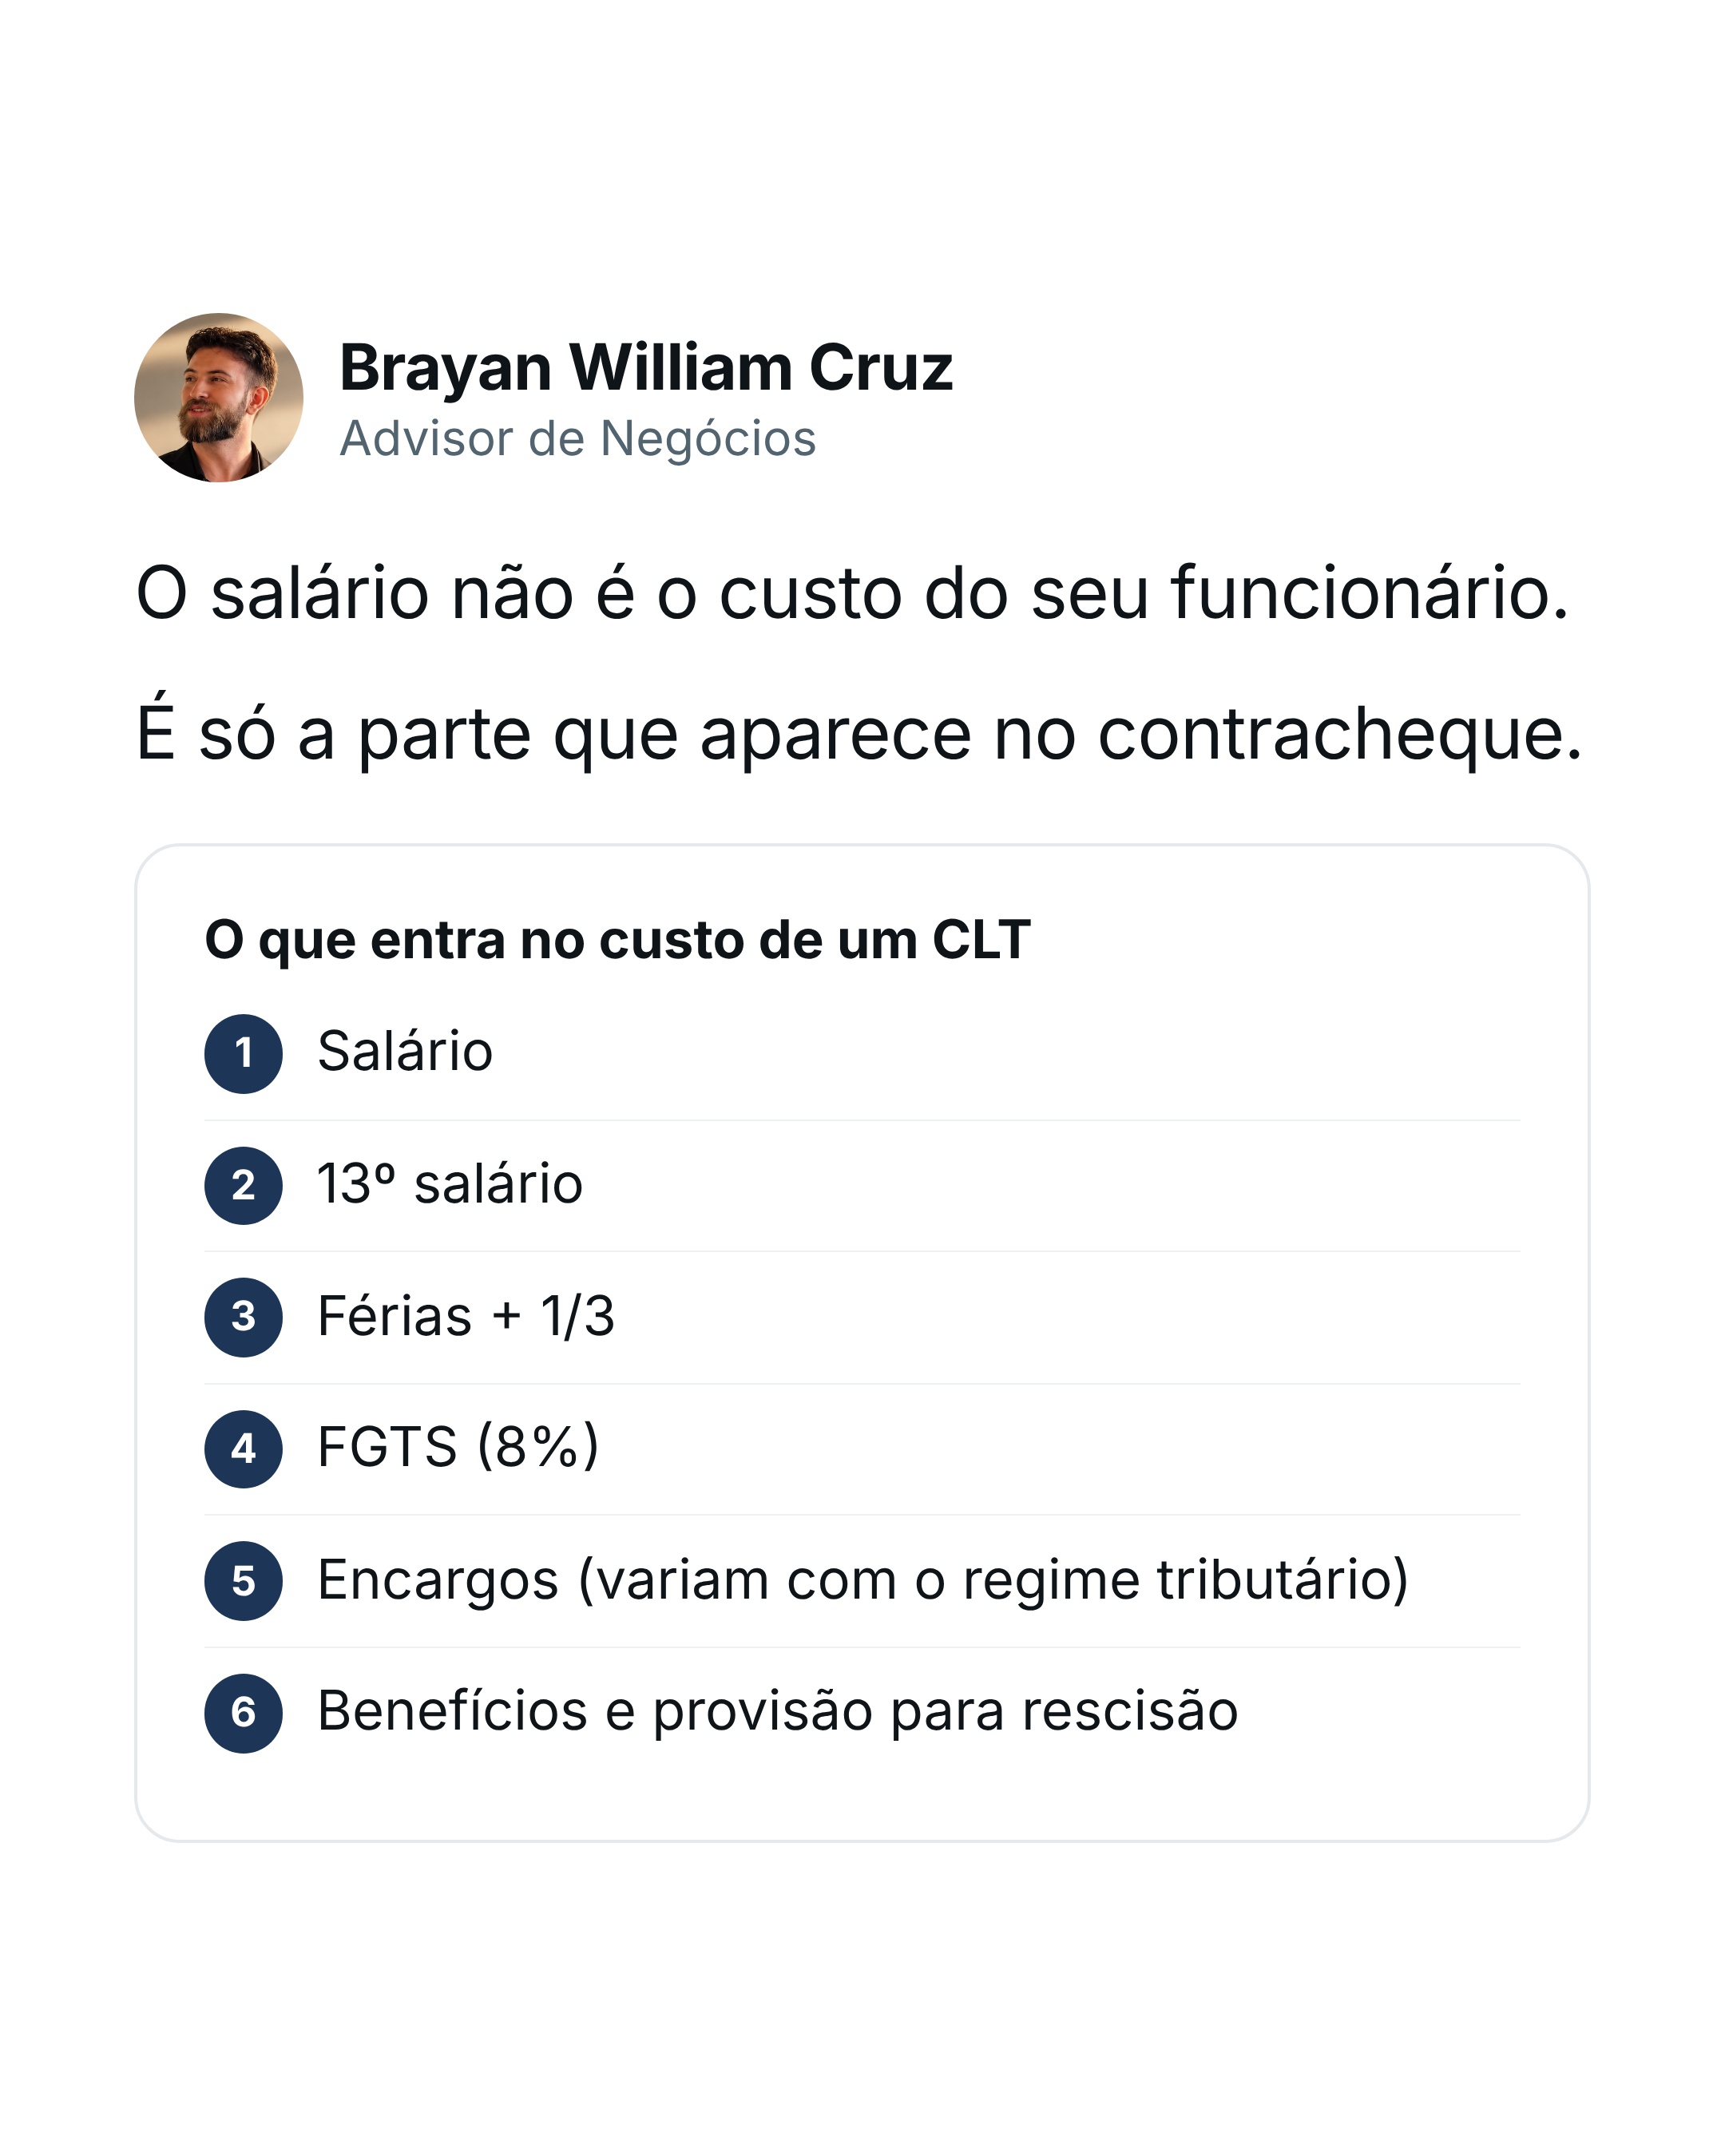 Brayan William Cruz
Advisor de Negócios
O salário não é o custo do seu funcionário.
É só a parte que aparece no contracheque.
O que entra no custo de um CLT
1 Salário
2 13º salário
3 Férias + 1/3
4 FGTS (8%)
5 Encargos (variam com o regime tributário)
6 Benefícios e provisão para rescisão